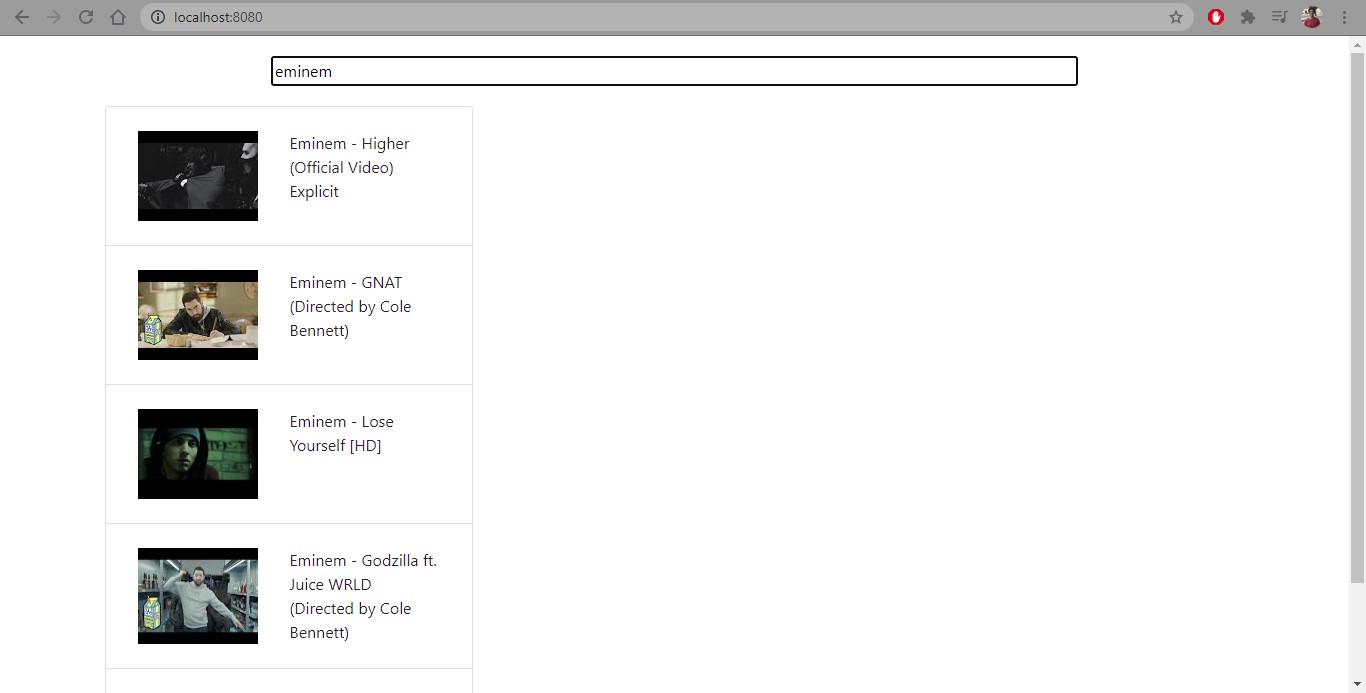 localhost:8080
eminem
Eminem - Higher
(Official Video)
Explicit
Eminem - GNAT
(Directed by Cole
Bennett)
Eminem - Lose
Yourself [HD]
Eminem - Godzilla ft.
Juice WRLD
(Directed by Cole
Bennett)